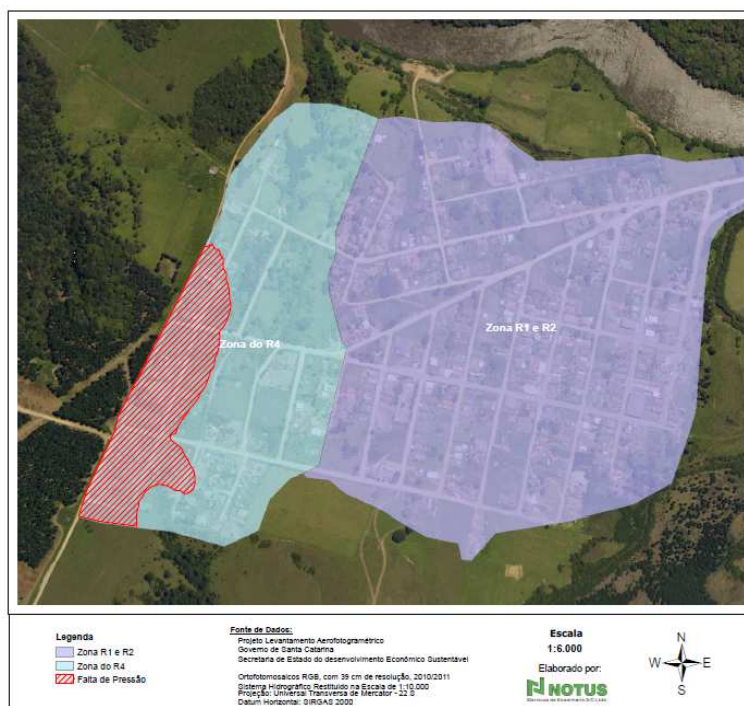 Zona R1 e R2
Zona do R4
Legenda
Zona R1 e R2
Zona do R4
Falta de Pressão
Fonte de Dados:
Projeto Levantamento Aerofotogramétrico
Governo de Santa Catarina
Secretaria de Estado do desenvolvimento Econômico Sustentável
Ortofotomosaicos RGB, com 39 cm de resolução, 2010/2011
Sistema Hidrográfico Restituido na Escala de 1:10.000
Projeção: Universal Transversa de Mercator - 22 S
Datum Horizontal: SIRGAS 2000
Escala
1:6.000
Elaborado por:
NOTUS
N
W E
S